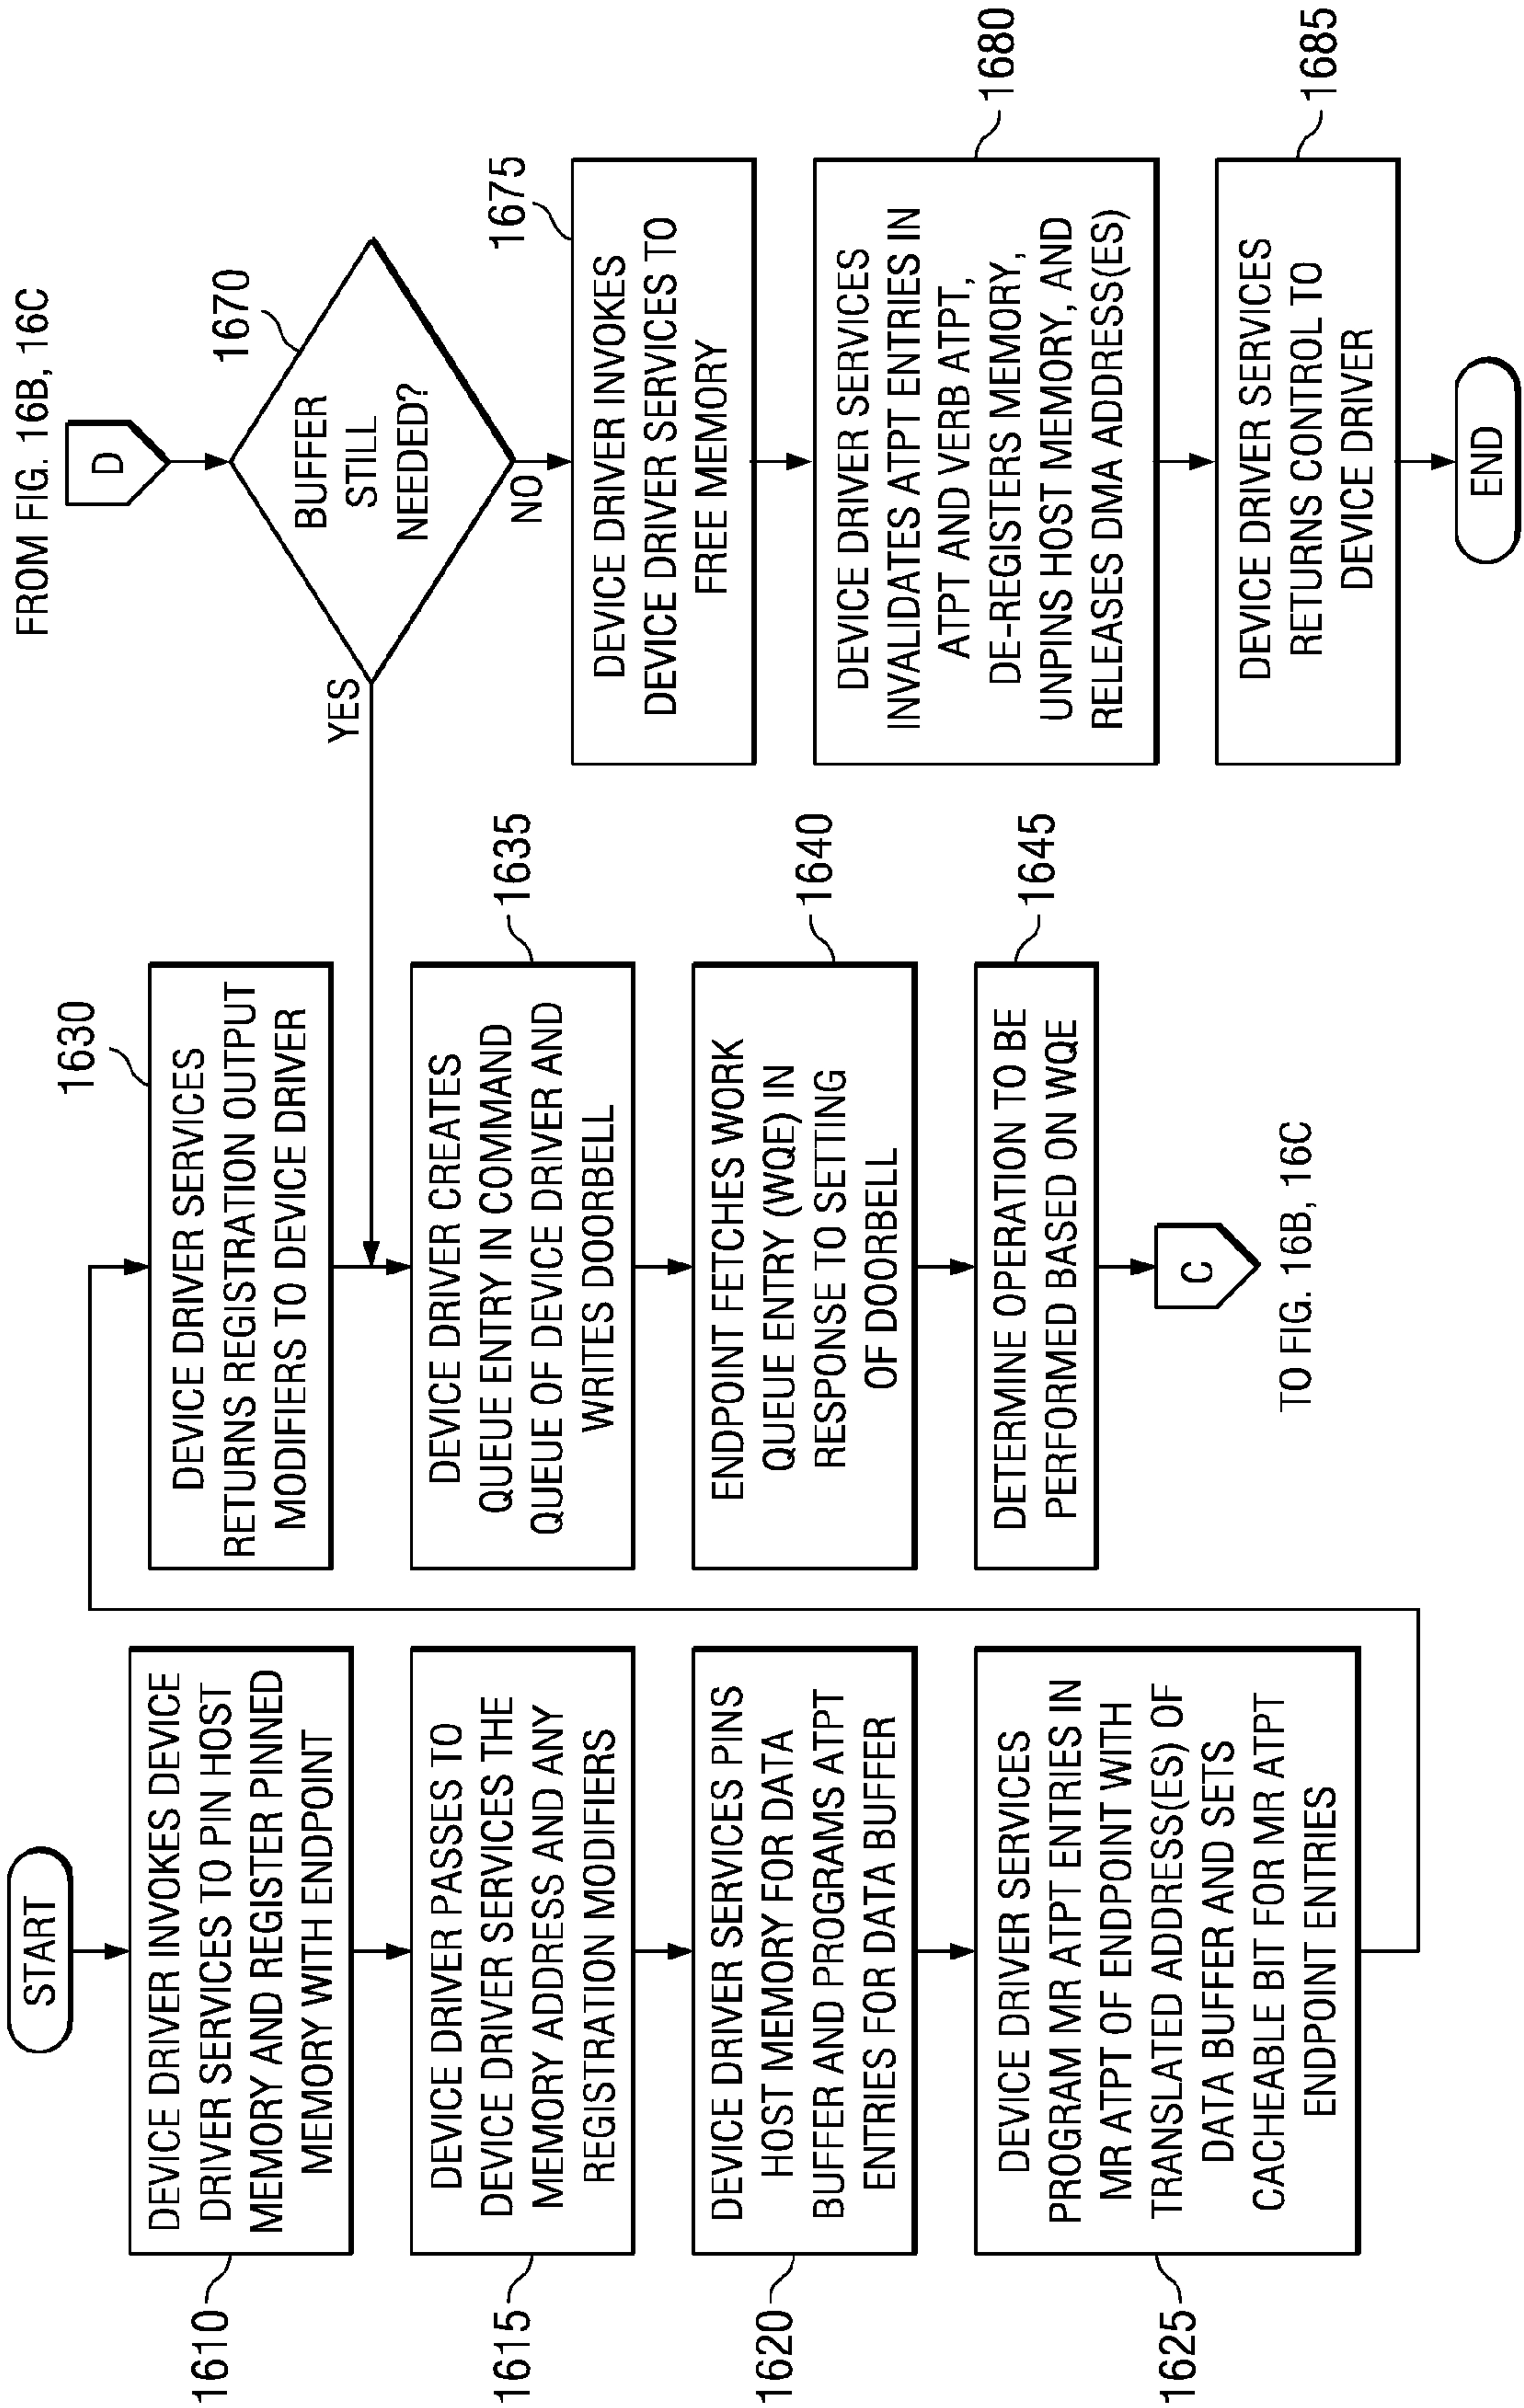 START
1610
DEVICE DRIVER INVOKES DEVICE
DRIVER SERVICES TO PIN HOST
MEMORY AND REGISTER PINNED
MEMORY WITH ENDPOINT
1615
DEVICE DRIVER PASSES TO
DEVICE DRIVER SERVICES THE
MEMORY ADDRESS AND ANY
REGISTRATION MODIFIERS
1620
DEVICE DRIVER SERVICES PINS
HOST MEMORY FOR DATA
BUFFER AND PROGRAMS ATPT
ENTRIES FOR DATA BUFFER
1625
DEVICE DRIVER SERVICES
PROGRAM MR ATPT ENTRIES IN
MR ATPT OF ENDPOINT WITH
TRANSLATED ADDRESS(ES) OF
DATA BUFFER AND SETS
CACHEABLE BIT FOR MR ATPT
ENDPOINT ENTRIES
1630
DEVICE DRIVER SERVICES
RETURNS REGISTRATION OUTPUT
MODIFIERS TO DEVICE DRIVER
1635
DEVICE DRIVER CREATES
QUEUE ENTRY IN COMMAND
QUEUE OF DEVICE DRIVER AND
WRITES DOORBELL
1640
ENDPOINT FETCHES WORK
QUEUE ENTRY (WQE) IN
RESPONSE TO SETTING
OF DOORBELL
1645
DETERMINE OPERATION TO BE
PERFORMED BASED ON WQE
C
TO FIG. 16B, 16C
FROM FIG. 16B, 16C
D
1670
BUFFER
STILL
NEEDED?
YES
NO
1675
DEVICE DRIVER INVOKES
DEVICE DRIVER SERVICES TO
FREE MEMORY
1680
DEVICE DRIVER SERVICES
INVALIDATES ATPT ENTRIES IN
ATPT AND VERB ATPT,
DE-REGISTERS MEMORY,
UNPINS HOST MEMORY, AND
RELEASES DMA ADDRESS(ES)
1685
DEVICE DRIVER SERVICES
RETURNS CONTROL TO
DEVICE DRIVER
END